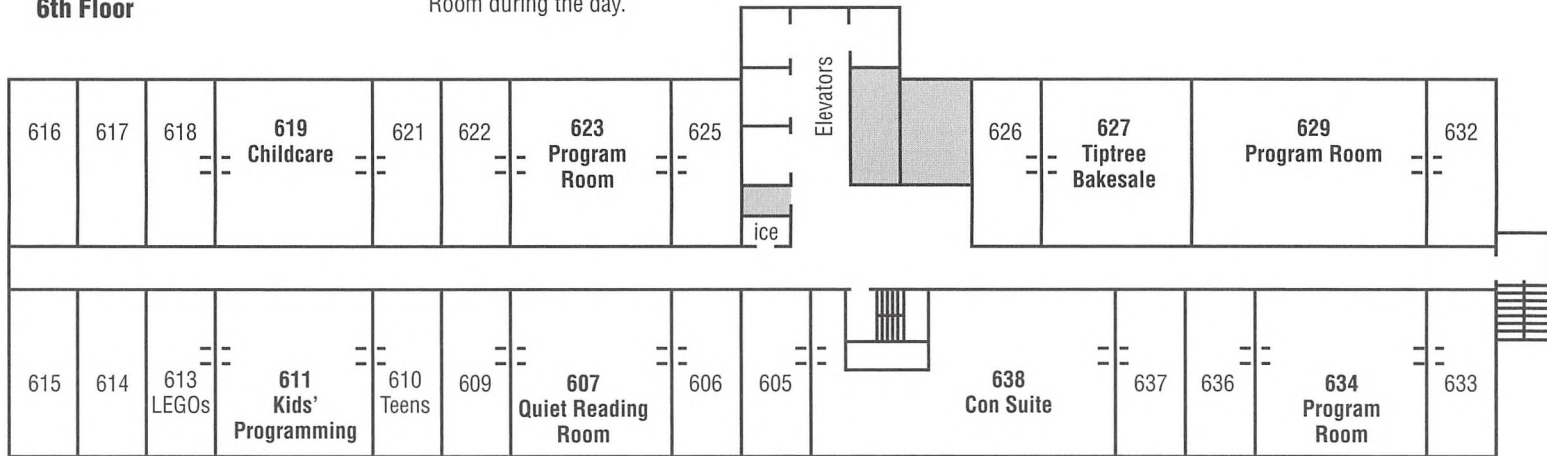 6th Floor
Room during the day.
Elevators
616
617
618
619
Childcare
621
622
623
Program
Room
625
626
627
Tiptree
Bakesale
629
Program Room
632
ice
615
614
613
LEGOs
611
Kids'
Programming
610
Teens
609
607
Quiet Reading
Room
606
605
638
Con Suite
637
636
634
Program
Room
633